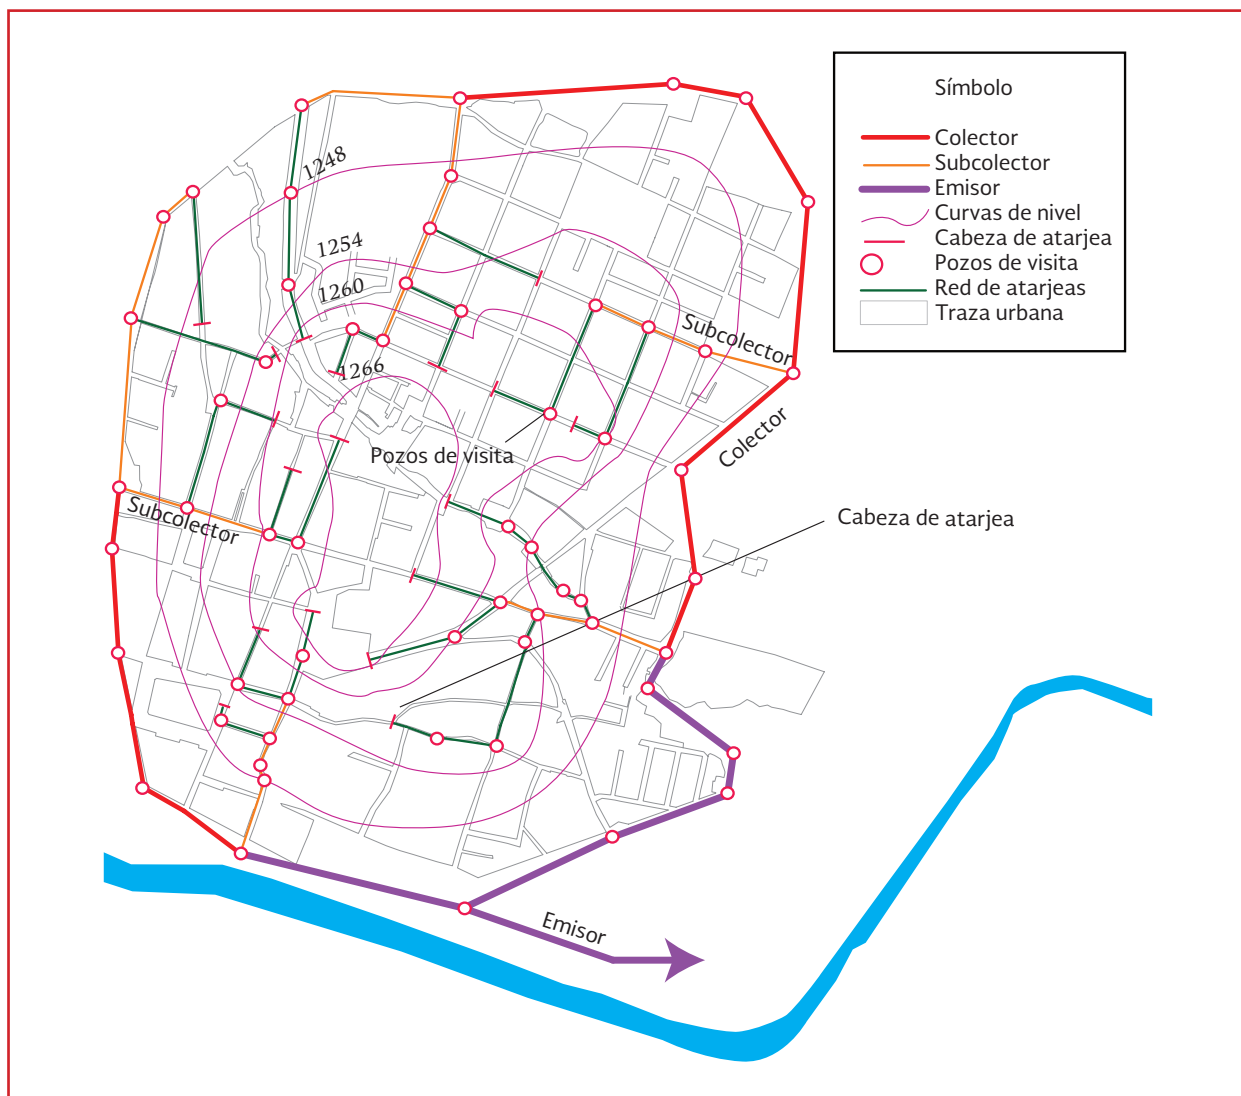 Símbolo
Colector
Subcolector
Emisor
Curvas de nivel
Cabeza de atarjea
Pozos de visita
Red de atarjeas
Traza urbana
1248
1254
1260
1266
Subcolector
Colector
Pozos de visita
Subcolector
Cabeza de atarjea
Emisor